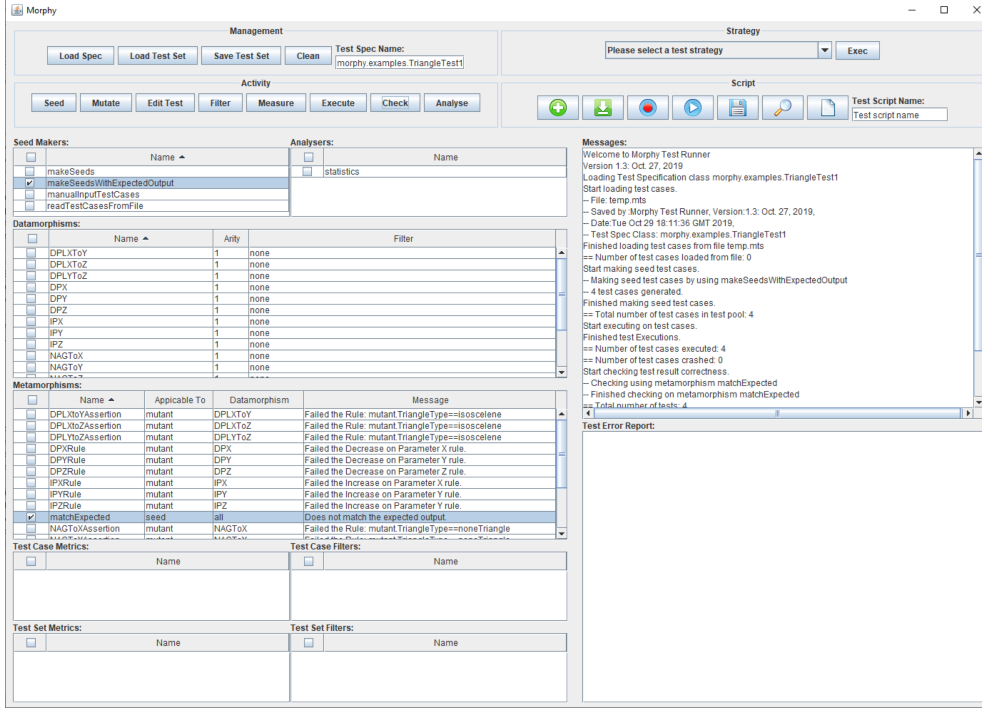 Morphy
Management
Load Spec Load Test Set Save Test Set Clean Test Spec Name:
morphy.examples.TriangleTest1
Strategy
Please select a test strategy Exec
Activity
Seed Mutate Edit Test Filter Measure Execute Check Analyse
Script
Test Script Name:
Test script name
Seed Makers:
Name
makeSeeds
makeSeedsWithExpectedOutput
manualInputTestCases
readTestCasesFromFile
Analysers:
Name
statistics
Datamorphisms:
Name Arity Filter
DPLXToY 1 none
DPLXToZ 1 none
DPLYToZ 1 none
DPX 1 none
DPY 1 none
DPZ 1 none
IPX 1 none
IPY 1 none
IPZ 1 none
NAGToX 1 none
NAGToY 1 none
NAGToZ 1 none
Metamorphisms:
Name Appicable To Datamorphism Message
DPLXtoYAssertion mutant DPLXToY Failed the Rule: mutant.TriangleType==isoscelene
DPLXtoZAssertion mutant DPLXToZ Failed the Rule: mutant.TriangleType==isoscelene
DPLYtoZAssertion mutant DPLYToZ Failed the Rule: mutant.TriangleType==isoscelene
DPXRule mutant DPX Failed the Decrease on Parameter X rule.
DPYRule mutant DPY Failed the Decrease on Parameter Y rule.
DPZRule mutant DPZ Failed the Decrease on Parameter Z rule.
IPXRule mutant IPX Failed the Increase on Parameter X rule.
IPYRule mutant IPY Failed the Increase on Parameter Y rule.
IPZRule mutant IPZ Failed the Increase on Parameter Y rule.
matchExpected seed all Does not match the expected output.
NAGToXAssertion mutant NAGToX Failed the Rule: mutant.TriangleType==noneTriangle
Test Case Metrics:
Name
Test Case Filters:
Name
Test Set Metrics:
Name
Test Set Filters:
Name
Messages:
Welcome to Morphy Test Runner
Version 1.3: Oct. 27, 2019
Loading Test Specification class morphy.examples.TriangleTest1
Start loading test cases.
-- File: temp.mts
-- Saved by :Morphy Test Runner, Version:1.3: Oct. 27, 2019,
-- Date:Tue Oct 29 18:11:36 GMT 2019,
-- Test Spec Class: morphy.examples.TriangleTest1
Finished loading test cases from file temp.mts
== Number of test cases loaded from file: 0
Start making seed test cases.
-- Making seed test cases by using makeSeedsWithExpectedOutput
-- 4 test cases generated.
Finished making seed test cases.
== Total number of test cases in test pool: 4
Start executing on test cases.
Finished test Executions.
== Number of test cases executed: 4
== Number of test cases crashed: 0
Start checking test result correctness.
-- Checking using metamorphism matchExpected
-- Finished checking on metamorphism matchExpected
== Total number of tests: 4
Test Error Report: